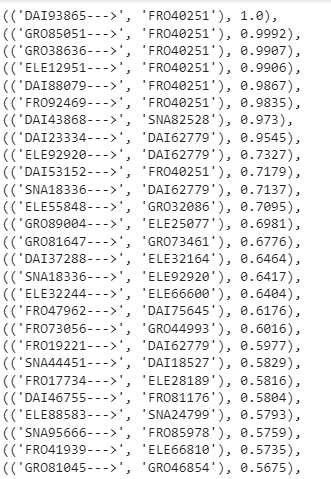 (('DAI93865--->', 'FRO40251'), 1.0),
(('GRO85051--->', 'FRO40251'), 0.9992),
(('GRO38636--->', 'FRO40251'), 0.9907),
(('ELE12951--->', 'FRO40251'), 0.9906),
(('DAI88079--->', 'FRO40251'), 0.9867),
(('FRO92469--->', 'FRO40251'), 0.9835),
(('DAI43868--->', 'SNA82528'), 0.973),
(('DAI23334--->', 'DAI62779'), 0.9545),
(('ELE92920--->', 'DAI62779'), 0.7327),
(('DAI53152--->', 'FRO40251'), 0.7179),
(('SNA18336--->', 'DAI62779'), 0.7137),
(('ELE55848--->', 'GRO32086'), 0.7095),
(('GRO89004--->', 'ELE25077'), 0.6981),
(('GRO81647--->', 'GRO73461'), 0.6776),
(('DAI37288--->', 'ELE32164'), 0.6464),
(('SNA18336--->', 'ELE92920'), 0.6417),
(('ELE32244--->', 'ELE66600'), 0.6404),
(('FRO47962--->', 'DAI75645'), 0.6176),
(('FRO73056--->', 'GRO44993'), 0.6016),
(('FRO19221--->', 'DAI62779'), 0.5977),
(('SNA44451--->', 'DAI18527'), 0.5829),
(('FRO17734--->', 'ELE28189'), 0.5816),
(('DAI46755--->', 'FRO81176'), 0.5804),
(('ELE88583--->', 'SNA24799'), 0.5793),
(('SNA95666--->', 'FRO85978'), 0.5759),
(('FRO41939--->', 'ELE66810'), 0.5735),
(('GRO81045--->', 'GRO46854'), 0.5675),